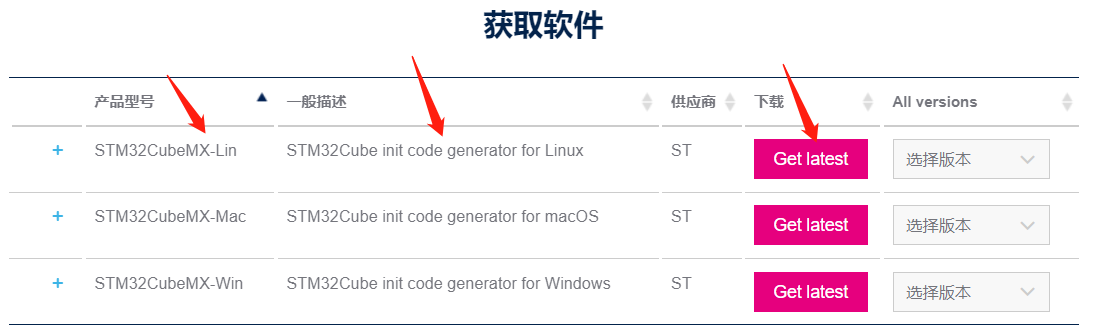 获取软件
产品型号 一般描述 供应商 下载 All versions
+ STM32CubeMX-Lin STM32Cube init code generator for Linux ST Get latest 选择版本
+ STM32CubeMX-Mac STM32Cube init code generator for macOS ST Get latest 选择版本
+ STM32CubeMX-Win STM32Cube init code generator for Windows ST Get latest 选择版本